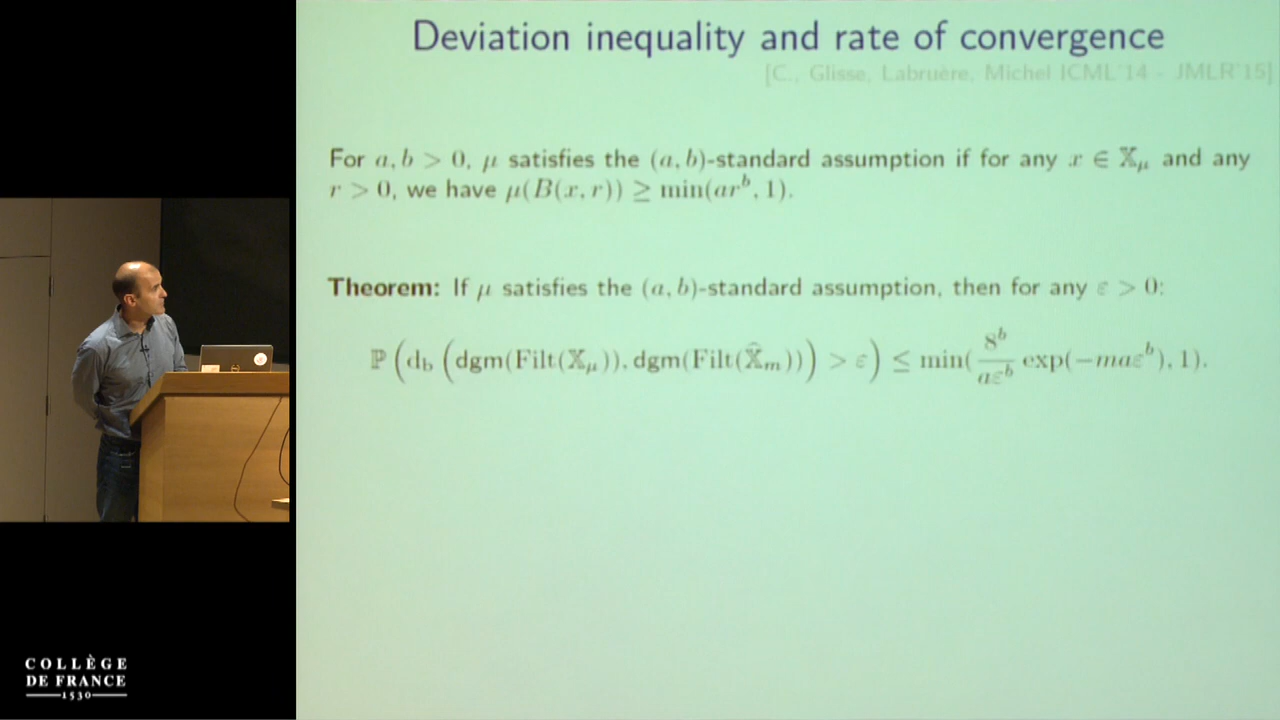 Deviation inequality and rate of convergence
[C., Glisse, Labruère, Michel ICML'14 - JMLR'15]
For a, b > 0, μ satisfies the (a, b)-standard assumption if for any x ∈ 𝕏_μ and any
r > 0, we have μ(B(x, r)) ≥ min(ar^b, 1).
Theorem: If μ satisfies the (a, b)-standard assumption, then for any ε > 0:
ℙ (d_b (dgm(Filt(𝕏_μ)), dgm(Filt(𝕏̂_m))) > ε) ≤ min(8^b/(aε^b) exp(−maε^b), 1).
COLLÈGE
DE FRANCE
1530